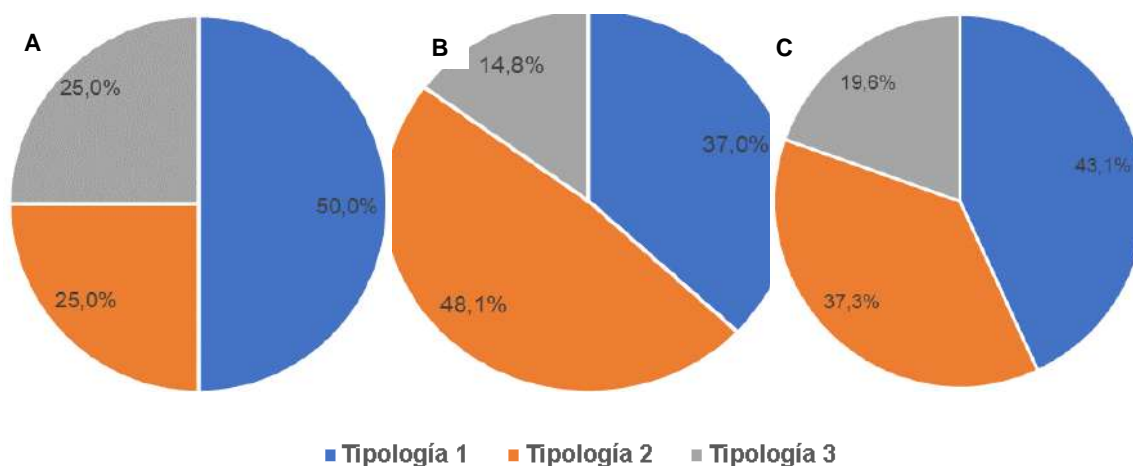 A
25,0%
50,0%
25,0%
B
14,8%
37,0%
48,1%
C
19,6%
43,1%
37,3%
Tipología 1 Tipología 2 Tipología 3